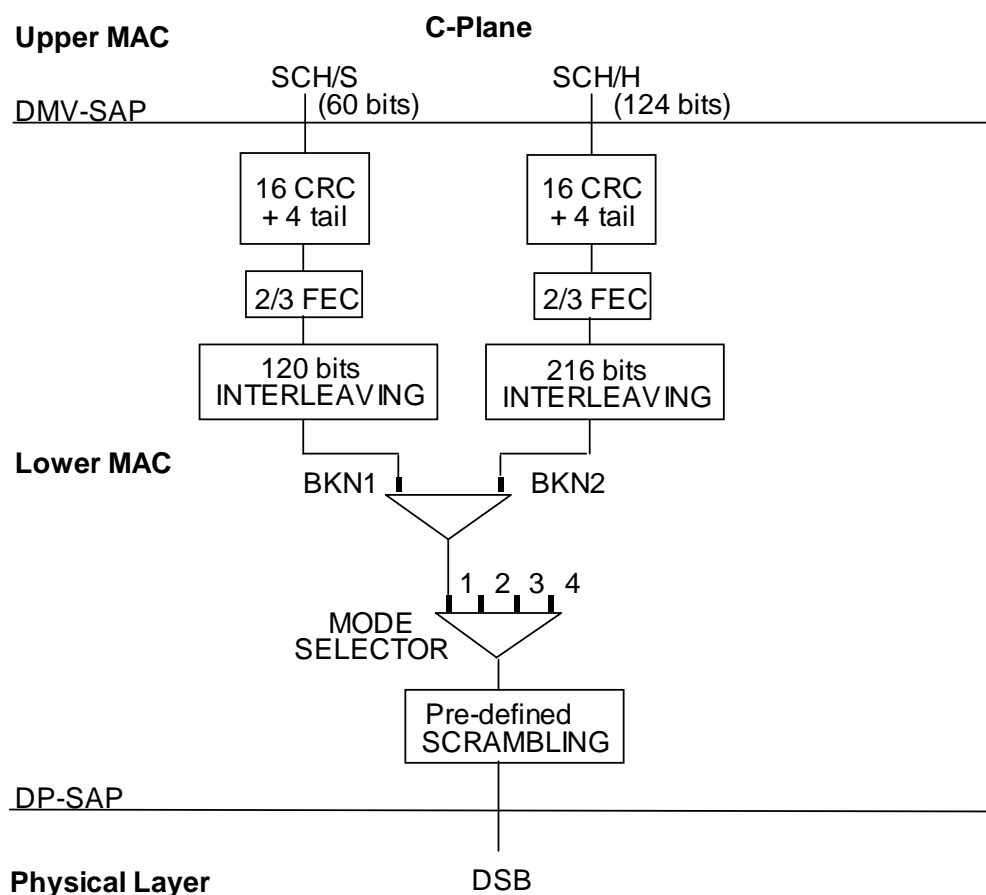 C-Plane
Upper MAC
SCH/S
SCH/H
(60 bits)
(124 bits)
DMV-SAP
16 CRC
+ 4 tail
16 CRC
+ 4 tail
2/3 FEC
2/3 FEC
120 bits
INTERLEAVING
216 bits
INTERLEAVING
Lower MAC
BKN1
BKN2
1 2 3 4
MODE
SELECTOR
Pre-defined
SCRAMBLING
DP-SAP
Physical Layer
DSB